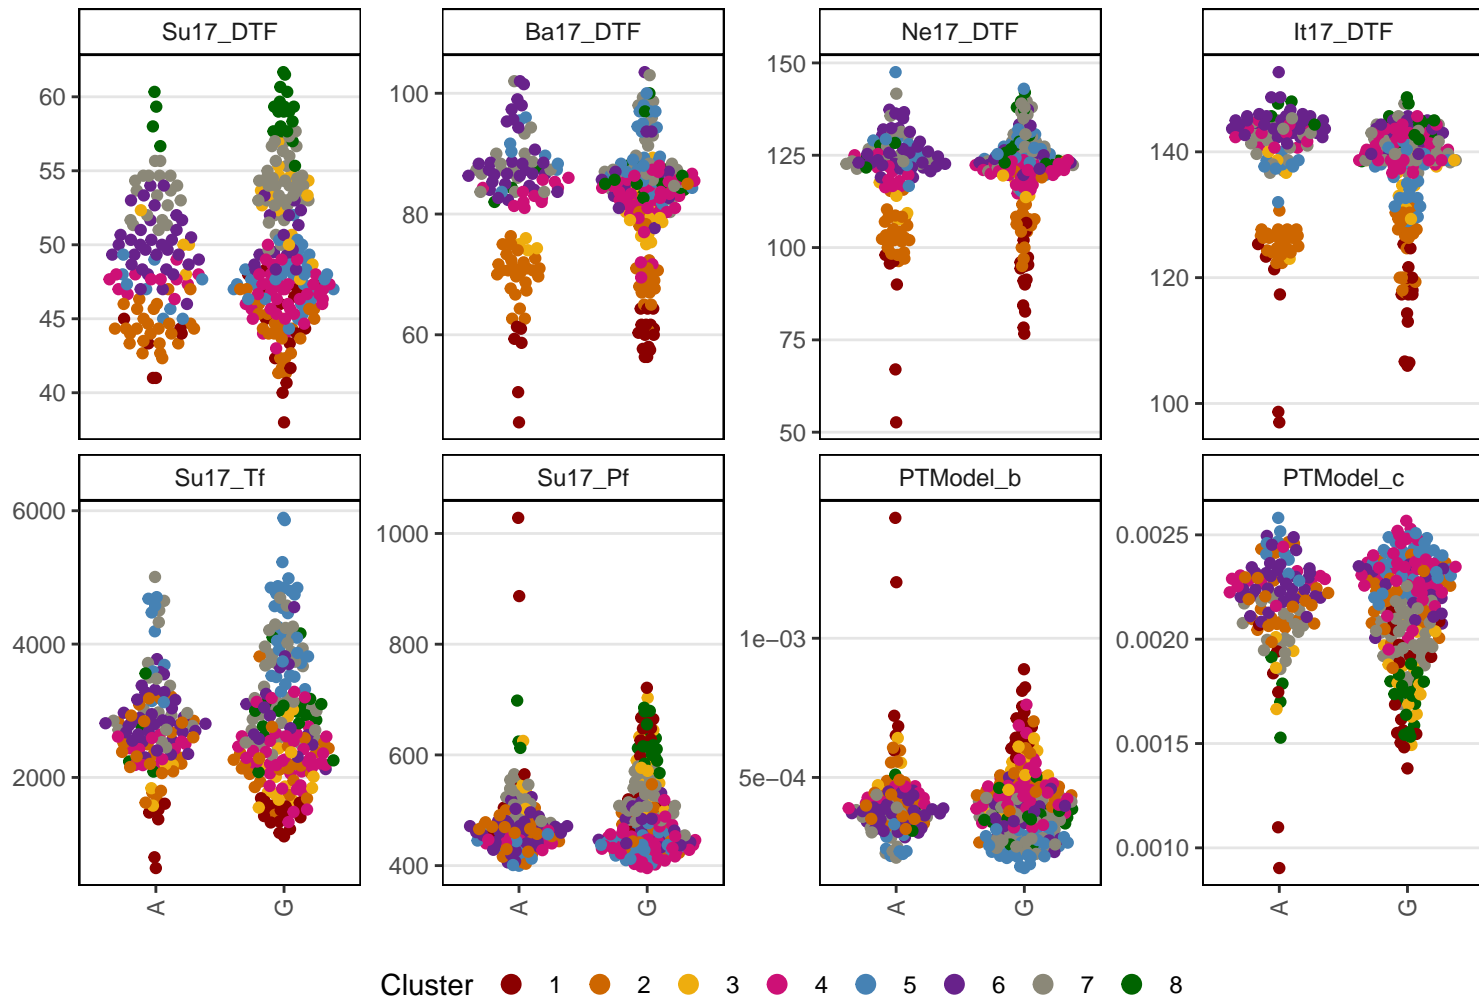 Su17_DTF
Ba17_DTF
Ne17_DTF
It17_DTF
60
55
50
45
40
100
80
60
150
125
100
75
50
140
120
100
Su17_Tf
Su17_Pf
PTModel_b
PTModel_c
6000
4000
2000
1000
800
600
400
1e−03
5e−04
0.0025
0.0020
0.0015
0.0010
A
G
A
G
A
G
A
G
Cluster 1 2 3 4 5 6 7 8